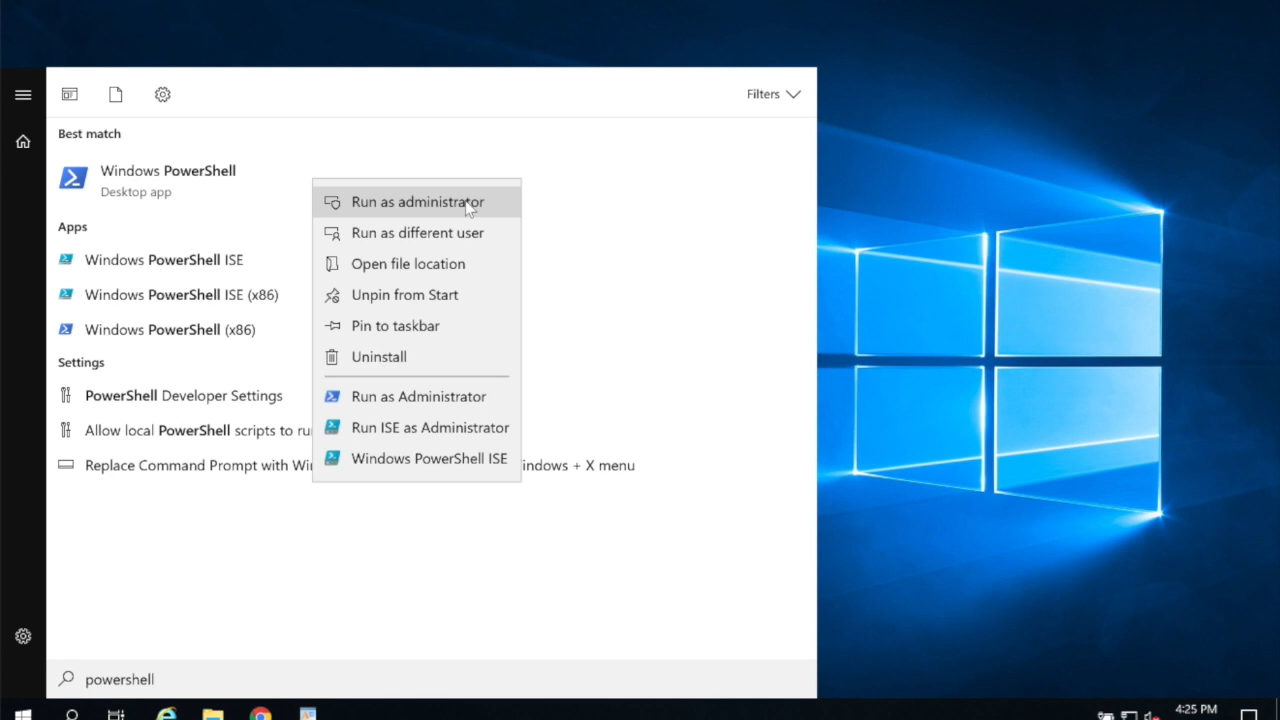 Filters
Best match
Windows PowerShell
Desktop app
Apps
Windows PowerShell ISE
Windows PowerShell ISE (x86)
Windows PowerShell (x86)
Settings
PowerShell Developer Settings
Allow local PowerShell scripts to ru
Replace Command Prompt with Wi
indows + X menu
Run as administrator
Run as different user
Open file location
Unpin from Start
Pin to taskbar
Uninstall
Run as Administrator
Run ISE as Administrator
Windows PowerShell ISE
powershell
4:25 PM